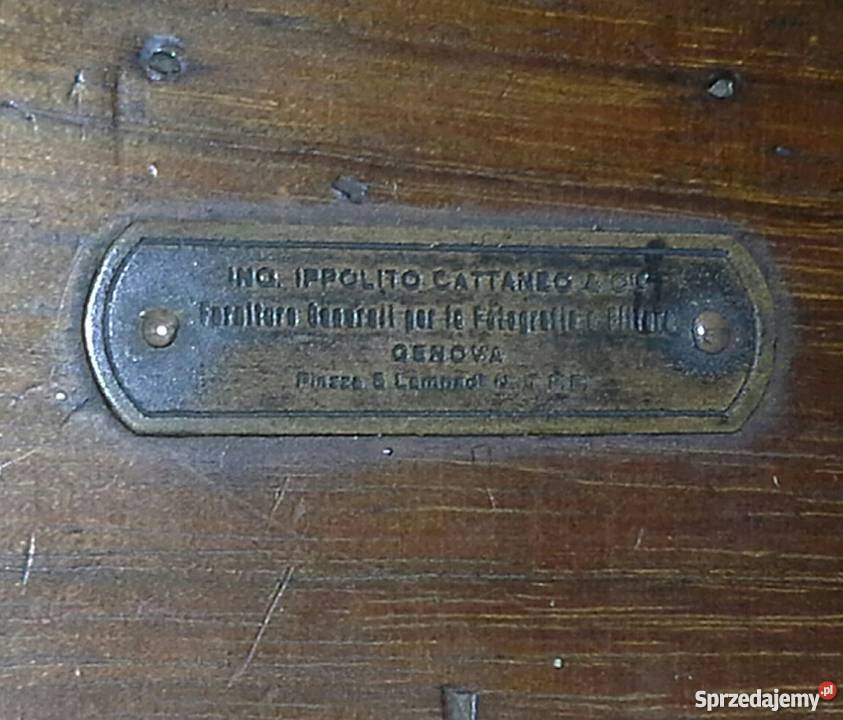 ING. IPPOLITO CATTANEO & C.
Forniture Generali per la Fotografia e
GENOVA
Piazza 5 Lampadi N.
Sprzedajemy.pl